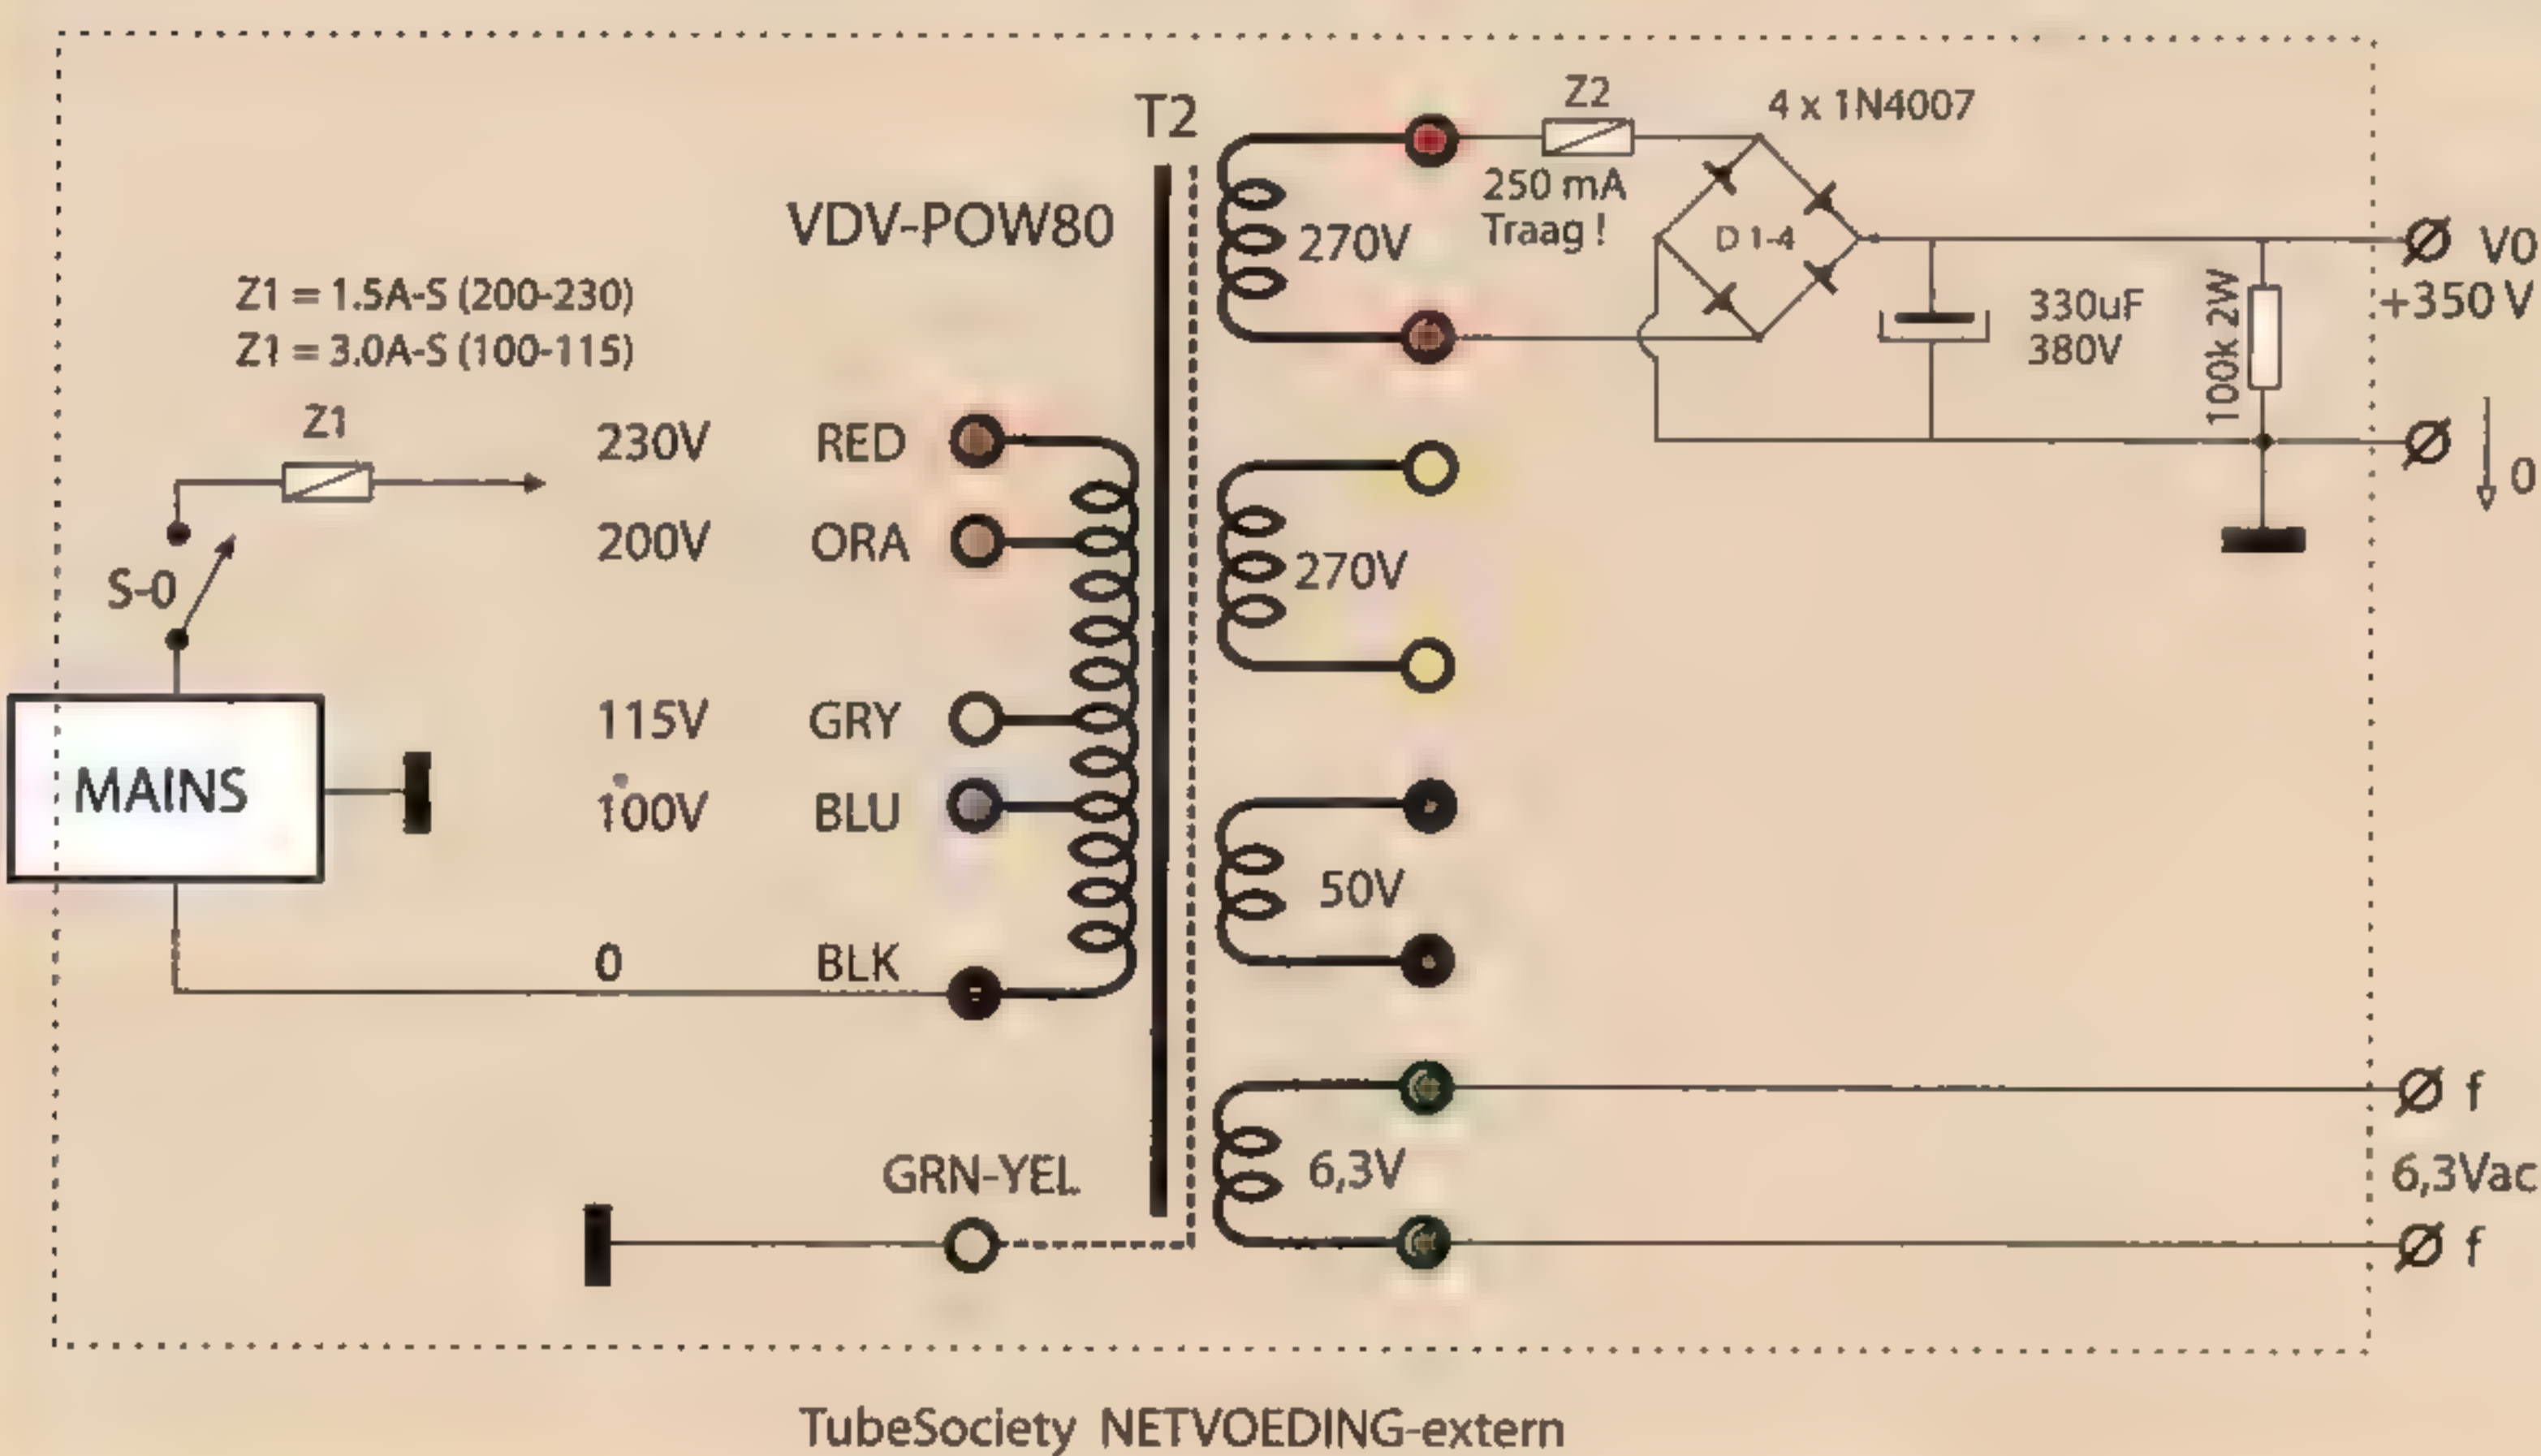 T2
Z2
4 x 1N4007
VDV-POW80
250 mA
Traag !
270V
D 1-4
V0
+350 V
Z1 = 1.5A-S (200-230)
Z1 = 3.0A-S (100-115)
330uF
380V
100k 2W
Z1
230V RED
0
200V ORA
270V
S-0
115V GRY
MAINS
100V BLU
50V
0 BLK
f
GRN-YEL
6,3V
6,3Vac
f
TubeSociety NETVOEDING-extern